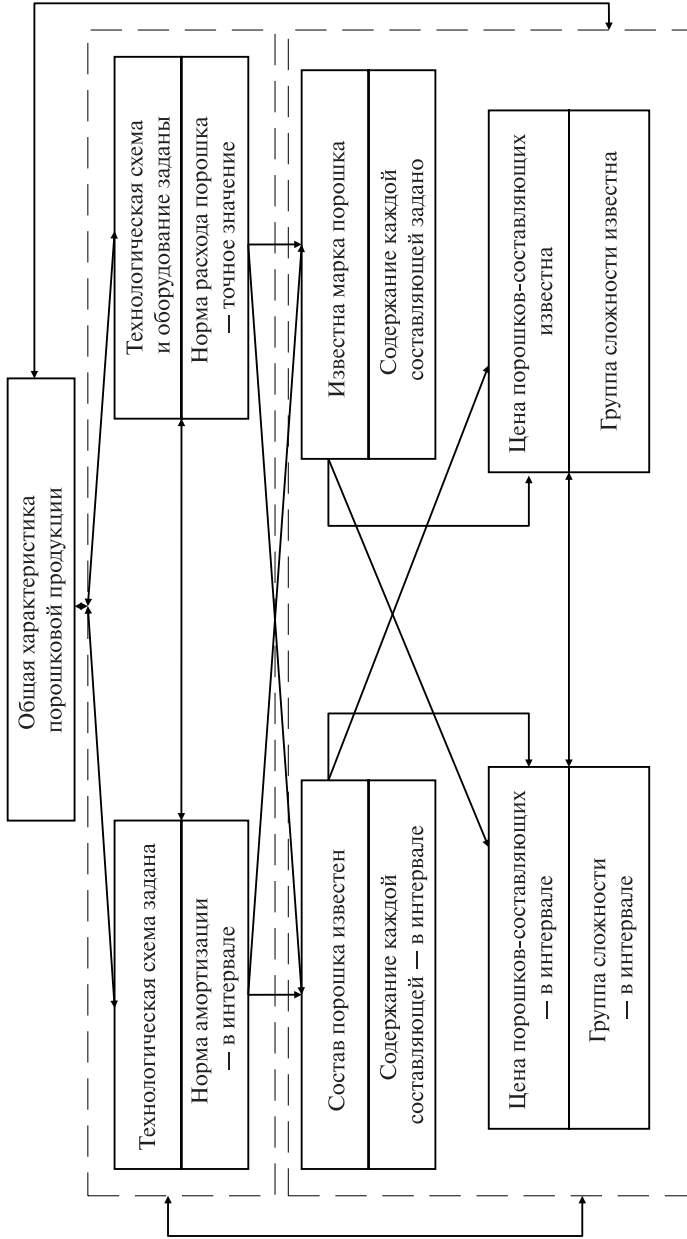 Общая характеристика
порошковой продукции
Технологическая схема задана
Норма амортизации
— в интервале
Технологическая схема
и оборудование заданы
Норма расхода порошка
— точное значение
Состав порошка известен
Содержание каждой
составляющей — в интервале
Известна марка порошка
Содержание каждой
составляющей задано
Цена порошков-составляющих
— в интервале
Группа сложности
— в интервале
Цена порошков-составляющих
известна
Группа сложности известна